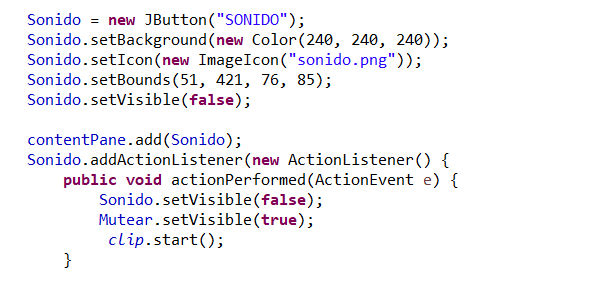 Sonido = new JButton("SONIDO");
Sonido.setBackground(new Color(240, 240, 240));
Sonido.setIcon(new ImageIcon("sonido.png"));
Sonido.setBounds(51, 421, 76, 85);
Sonido.setVisible(false);

contentPane.add(Sonido);
Sonido.addActionListener(new ActionListener() {
    public void actionPerformed(ActionEvent e) {
        Sonido.setVisible(false);
        Mutear.setVisible(true);
         clip.start();
    }